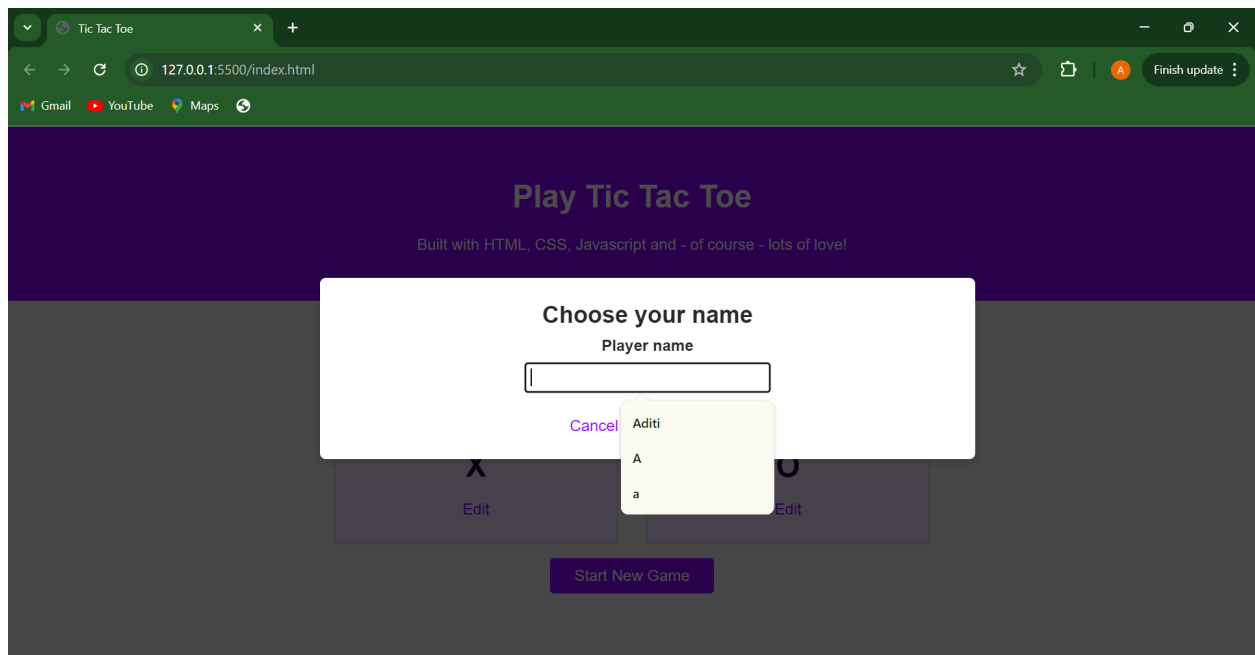 Tic Tac Toe
127.0.0.1:5500/index.html
A
Finish update
Gmail YouTube Maps
Play Tic Tac Toe
Built with HTML, CSS, Javascript and - of course - lots of love!
Choose your name
Player name
Cancel
Aditi
A
a
X O
Edit Edit
Start New Game